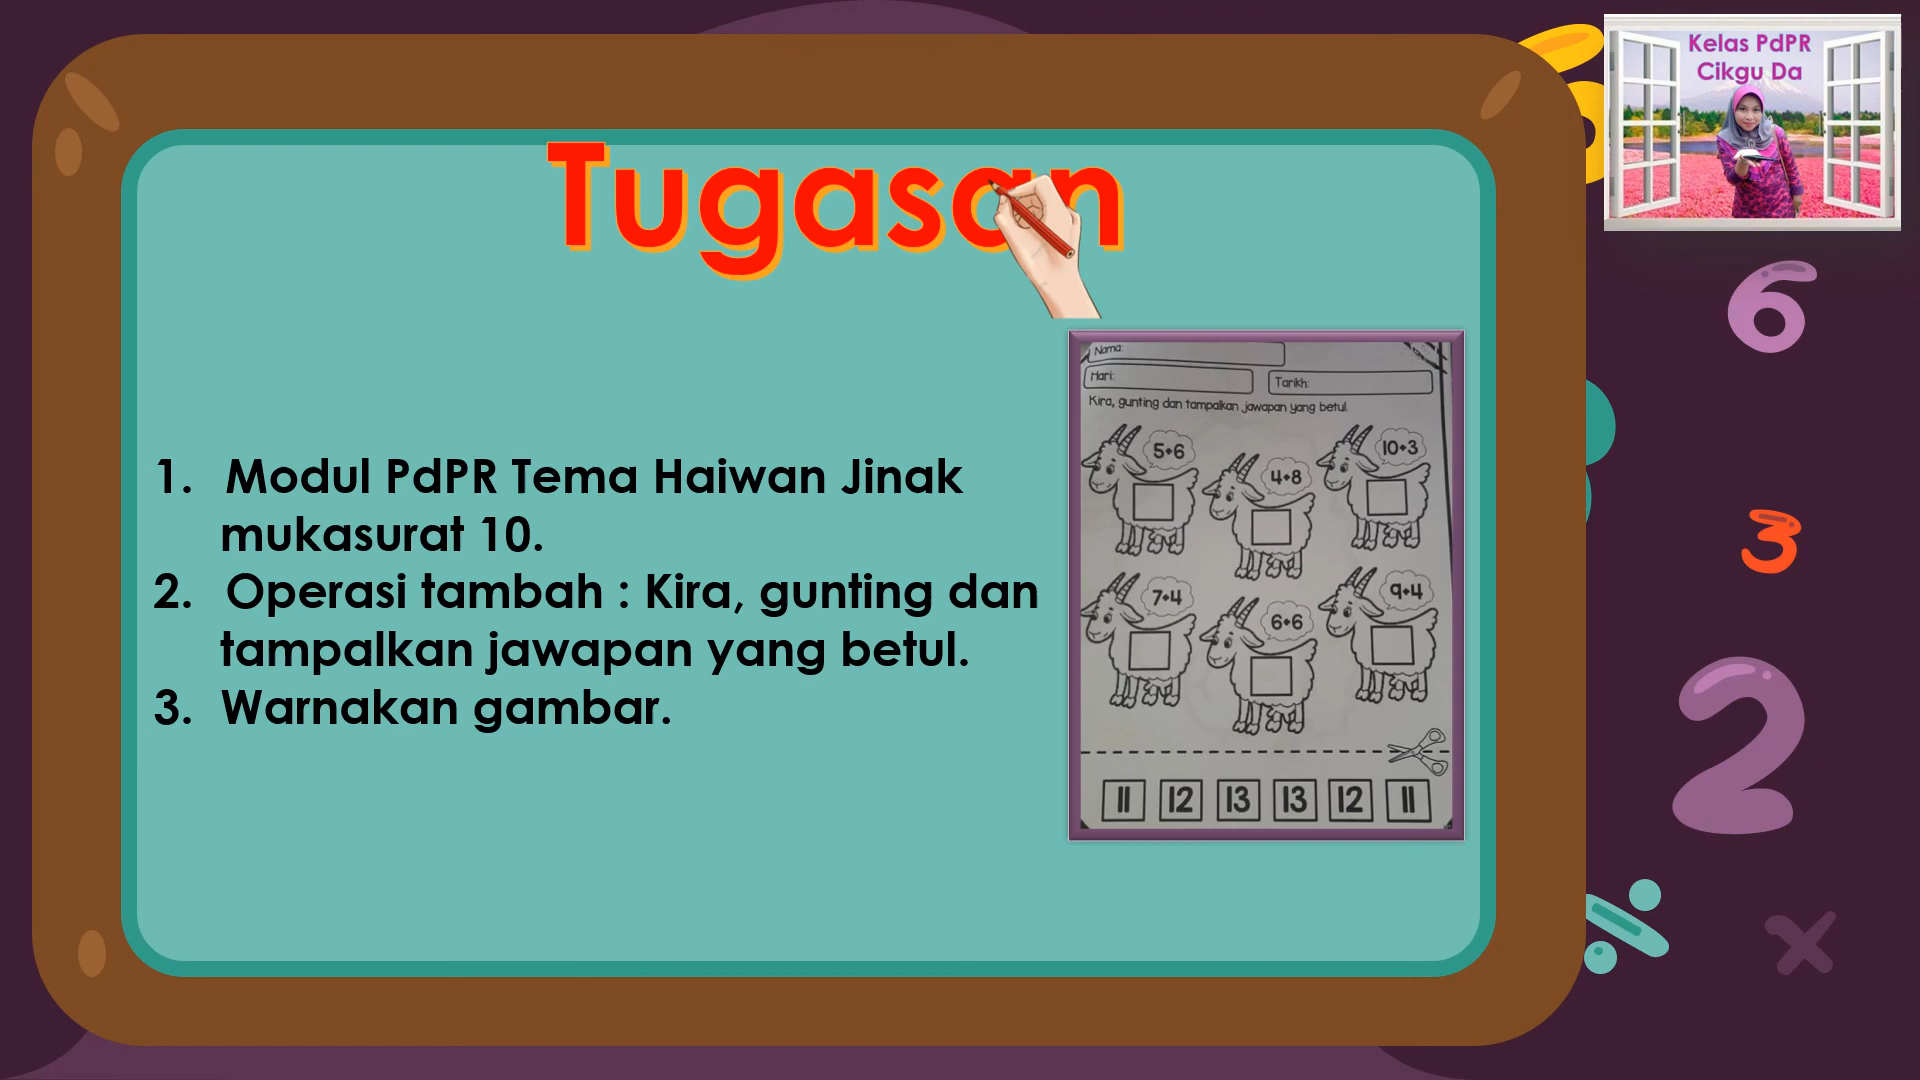 Kelas PdPR
Cikgu Da
Tugasan
1. Modul PdPR Tema Haiwan Jinak
mukasurat 10.
2. Operasi tambah : Kira, gunting dan
tampalkan jawapan yang betul.
3. Warnakan gambar.
Nama:
Hari:
Tarikh:
Kira, gunting dan tampalkan jawapan yang betul.
5+6
4+8
10+3
7+4
6+6
9+4
11 12 13 13 12 11
6
3
2